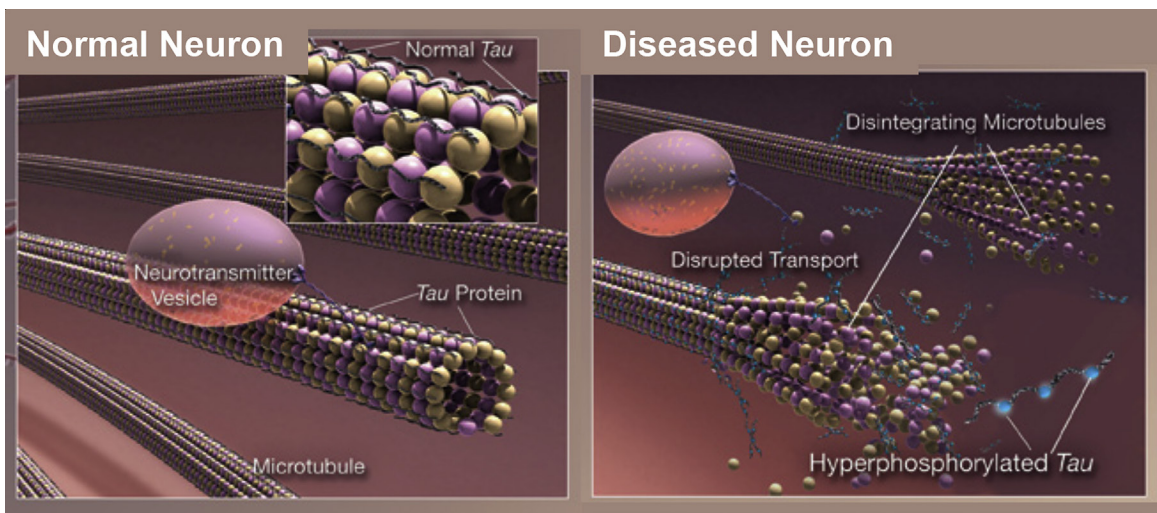 Normal Neuron
Normal Tau
Neurotransmitter
Vesicle
Tau Protein
Microtubule
Diseased Neuron
Disintegrating Microtubules
Disrupted Transport
Hyperphosphorylated Tau